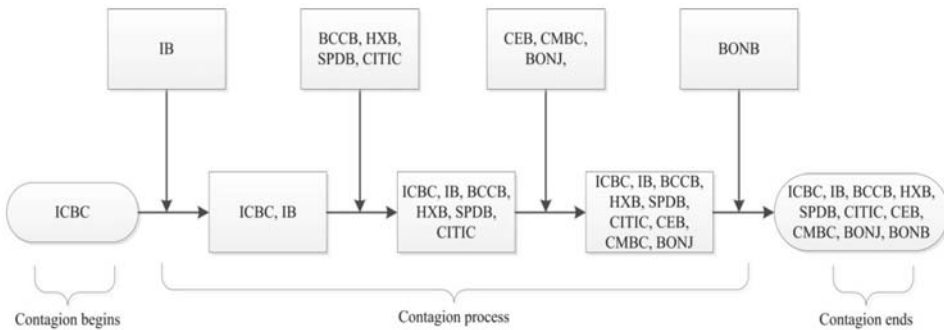 IB
BCCB, HXB,
SPDB, CITIC
CEB, CMBC,
BONJ,
BONB
ICBC
ICBC, IB
ICBC, IB, BCCB,
HXB, SPDB,
CITIC
ICBC, IB, BCCB,
HXB, SPDB,
CITIC, CEB,
CMBC, BONJ
ICBC, IB, BCCB, HXB,
SPDB, CITIC, CEB,
CMBC, BONJ, BONB
Contagion begins
Contagion process
Contagion ends